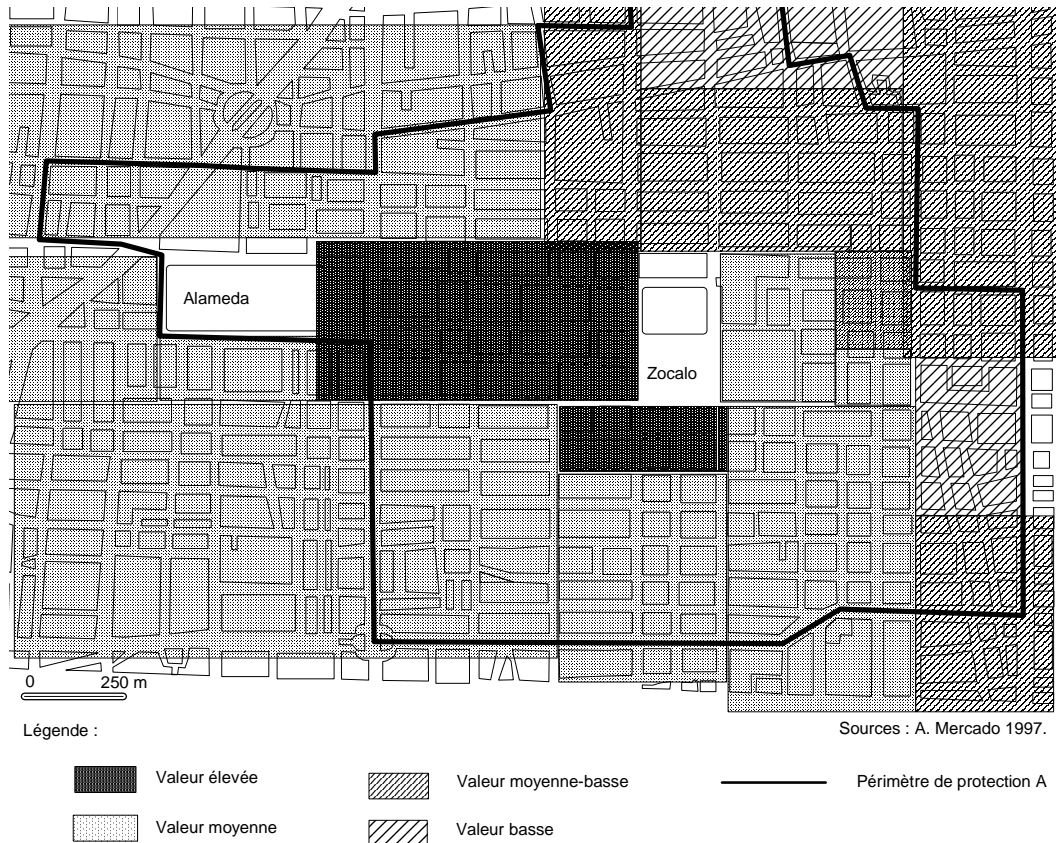 Alameda
Zocalo
0 250 m
Légende :
Sources : A. Mercado 1997.
Valeur élevée
Valeur moyenne-basse
Périmètre de protection A
Valeur moyenne
Valeur basse